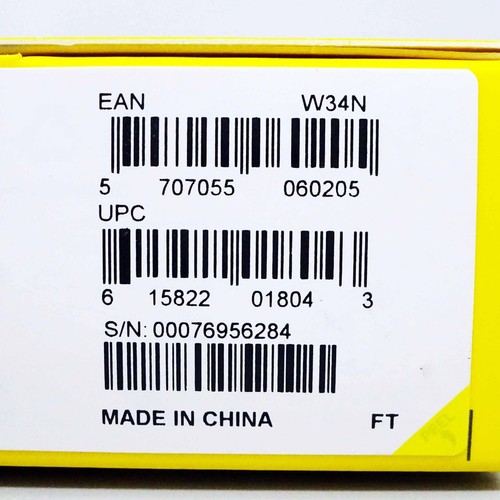 EAN W34N
5 707055 060205
UPC
6 15822 01804 3
S/N: 00076956284
MADE IN CHINA FT
PEEL